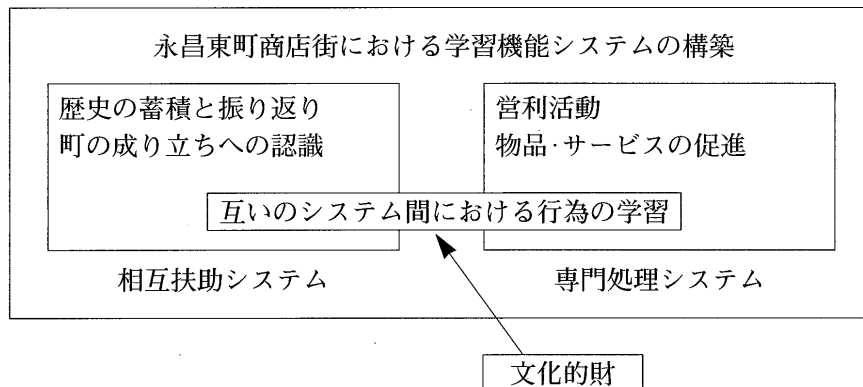 永昌東町商店街における学習機能システムの構築
歴史の蓄積と振り返り
町の成り立ちへの認識
営利活動
物品·サービスの促進
互いのシステム間における行為の学習
相互扶助システム
専門処理システム
文化的財